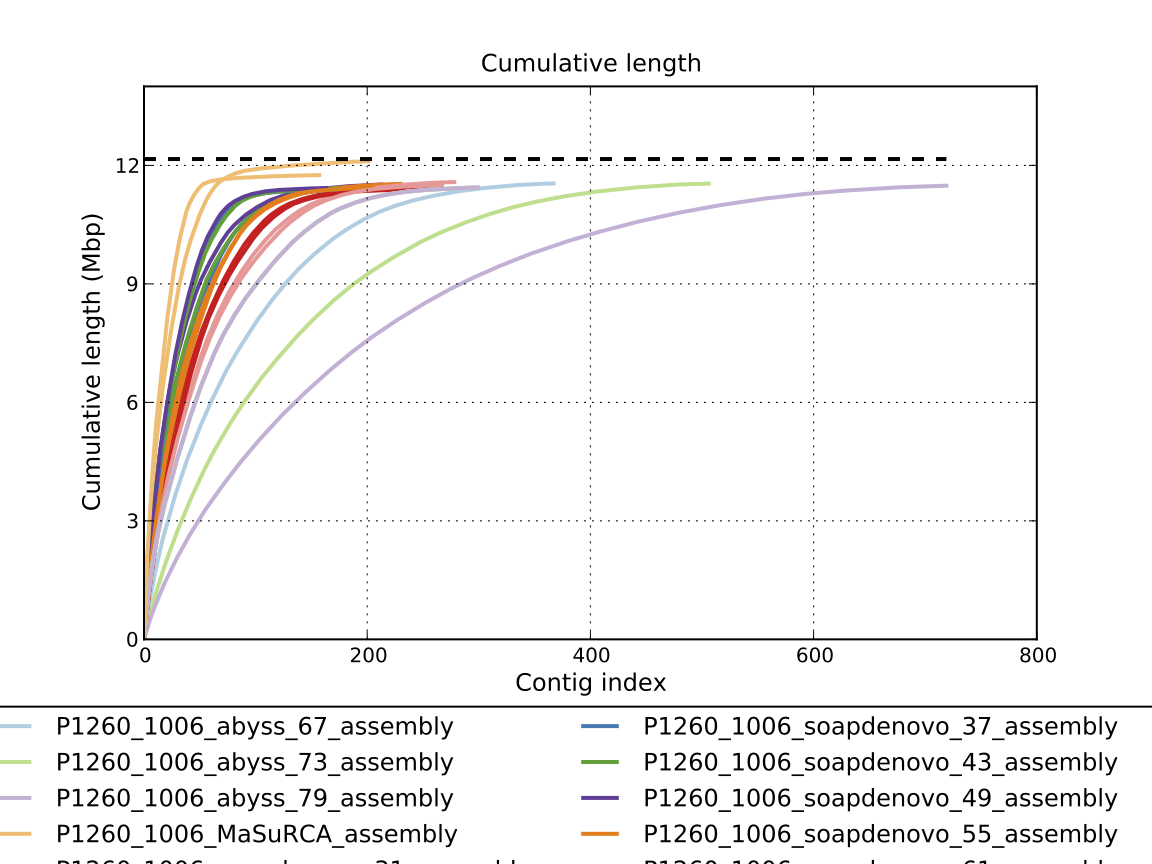 Cumulative length
Cumulative length (Mbp)
12
9
6
3
0
0 200 400 600 800
Contig index
P1260_1006_abyss_67_assembly P1260_1006_soapdenovo_37_assembly
P1260_1006_abyss_73_assembly P1260_1006_soapdenovo_43_assembly
P1260_1006_abyss_79_assembly P1260_1006_soapdenovo_49_assembly
P1260_1006_MaSuRCA_assembly P1260_1006_soapdenovo_55_assembly